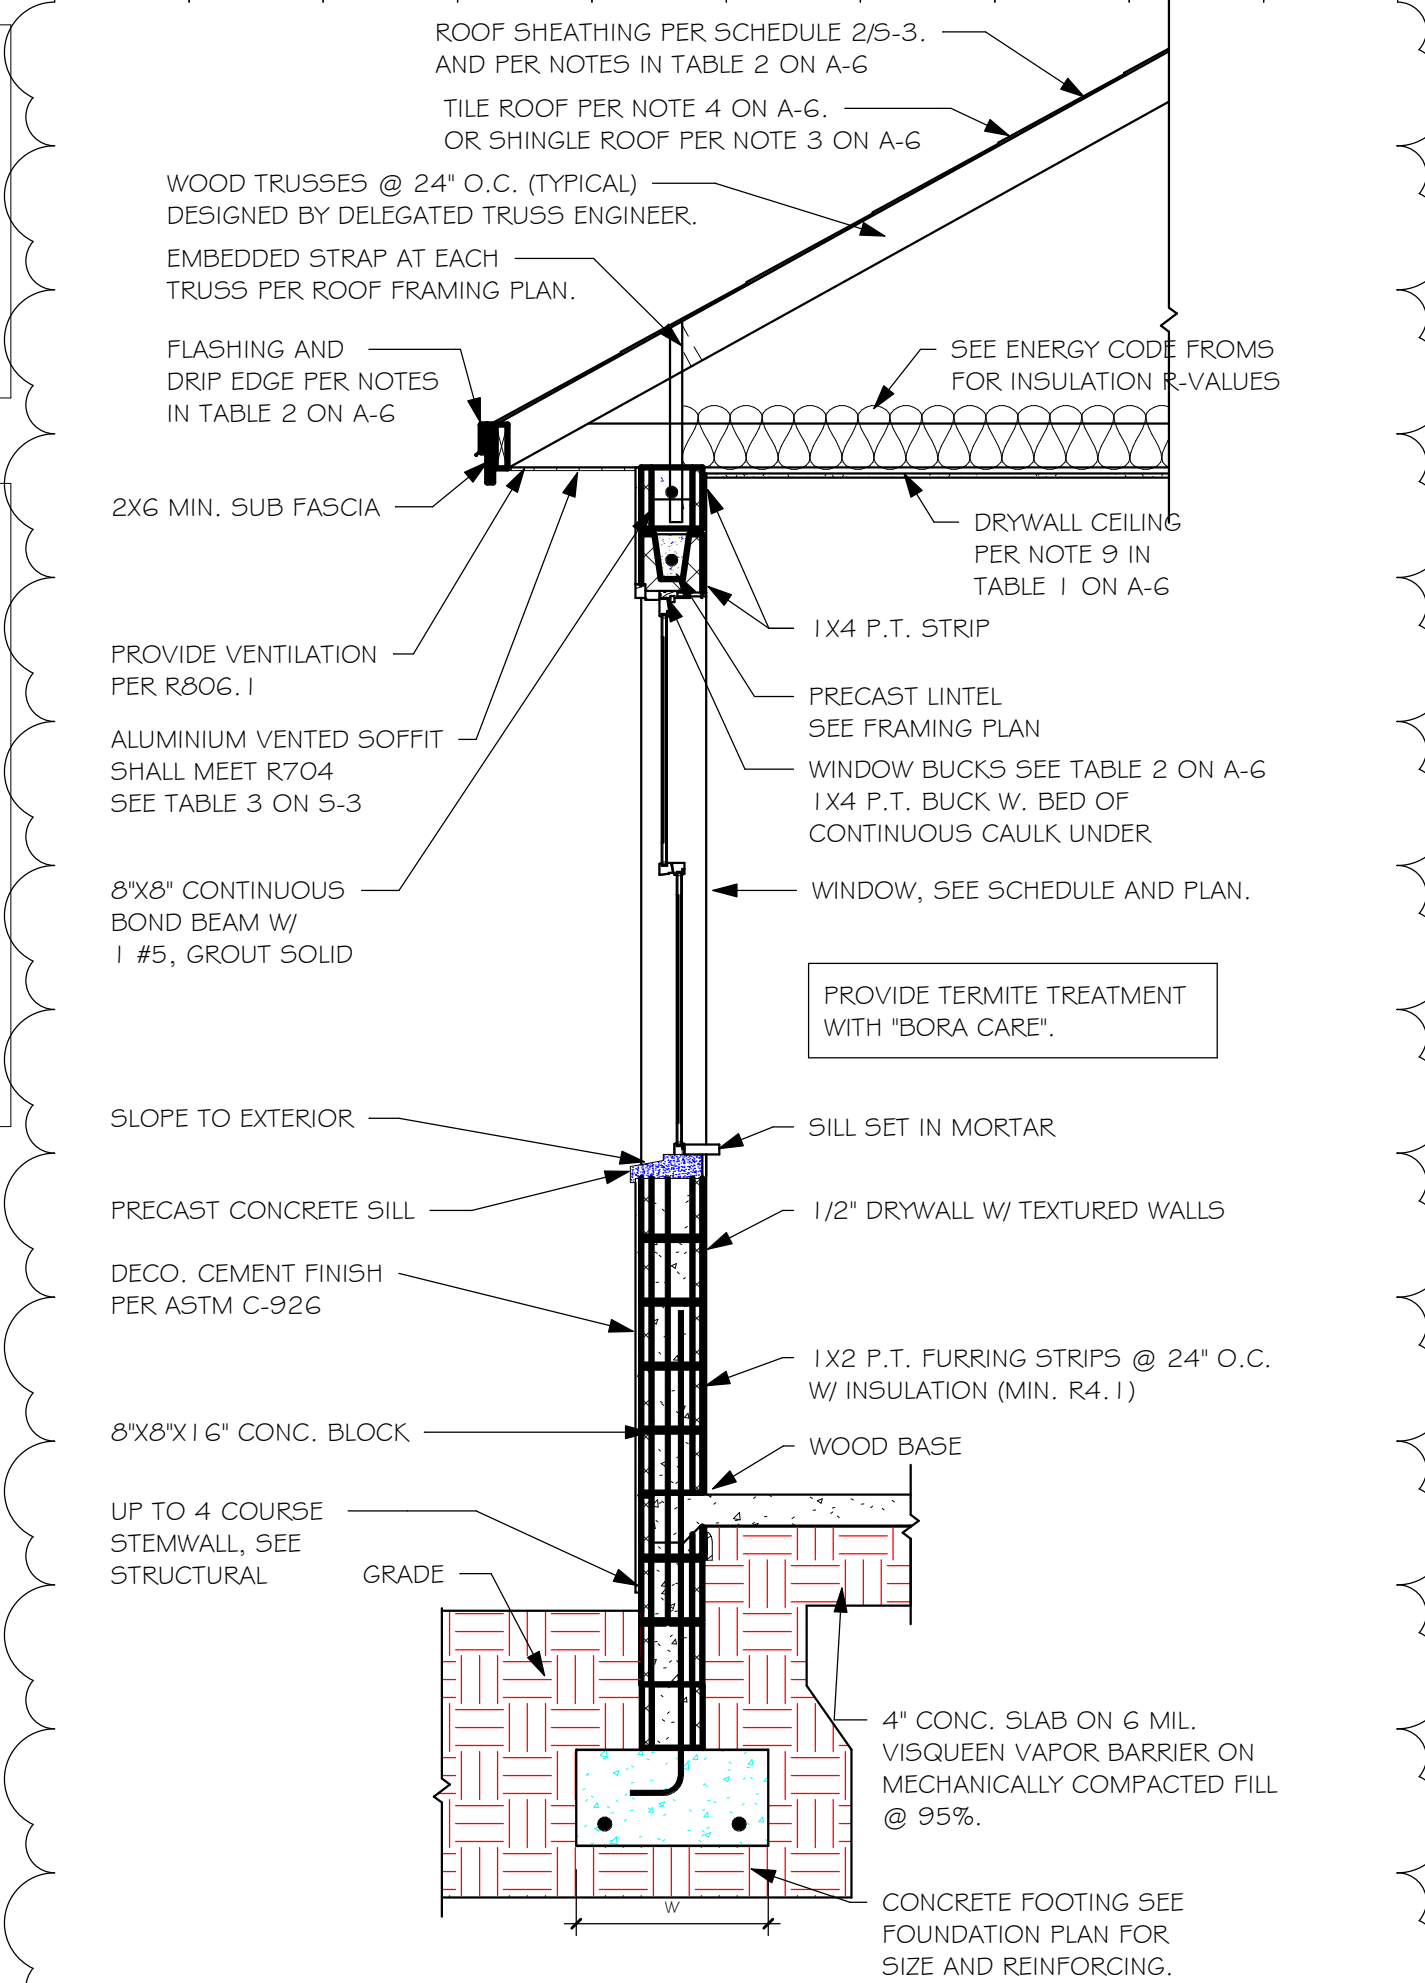 ROOF SHEATHING PER SCHEDULE 2/S-3.
AND PER NOTES IN TABLE 2 ON A-6
TILE ROOF PER NOTE 4 ON A-6.
OR SHINGLE ROOF PER NOTE 3 ON A-6
WOOD TRUSSES @ 24" O.C. (TYPICAL)
DESIGNED BY DELEGATED TRUSS ENGINEER.
EMBEDDED STRAP AT EACH
TRUSS PER ROOF FRAMING PLAN.
FLASHING AND
DRIP EDGE PER NOTES
IN TABLE 2 ON A-6
SEE ENERGY CODE FROMS
FOR INSULATION R-VALUES
2X6 MIN. SUB FASCIA
DRYWALL CEILING
PER NOTE 9 IN
TABLE 1 ON A-6
1X4 P.T. STRIP
PROVIDE VENTILATION
PER R806.1
PRECAST LINTEL
SEE FRAMING PLAN
ALUMINIUM VENTED SOFFIT
SHALL MEET R704
SEE TABLE 3 ON S-3
WINDOW BUCKS SEE TABLE 2 ON A-6
1X4 P.T. BUCK W. BED OF
CONTINUOUS CAULK UNDER
8"X8" CONTINUOUS
BOND BEAM W/
1 #5, GROUT SOLID
WINDOW, SEE SCHEDULE AND PLAN.
PROVIDE TERMITE TREATMENT
WITH "BORA CARE".
SLOPE TO EXTERIOR
SILL SET IN MORTAR
PRECAST CONCRETE SILL
1/2" DRYWALL W/ TEXTURED WALLS
DECO. CEMENT FINISH
PER ASTM C-926
1X2 P.T. FURRING STRIPS @ 24" O.C.
W/ INSULATION (MIN. R4.1)
8"X8"X16" CONC. BLOCK
WOOD BASE
UP TO 4 COURSE
STEMWALL, SEE
STRUCTURAL
GRADE
4" CONC. SLAB ON 6 MIL.
VISQUEEN VAPOR BARRIER ON
MECHANICALLY COMPACTED FILL
@ 95%.
W
CONCRETE FOOTING SEE
FOUNDATION PLAN FOR
SIZE AND REINFORCING.